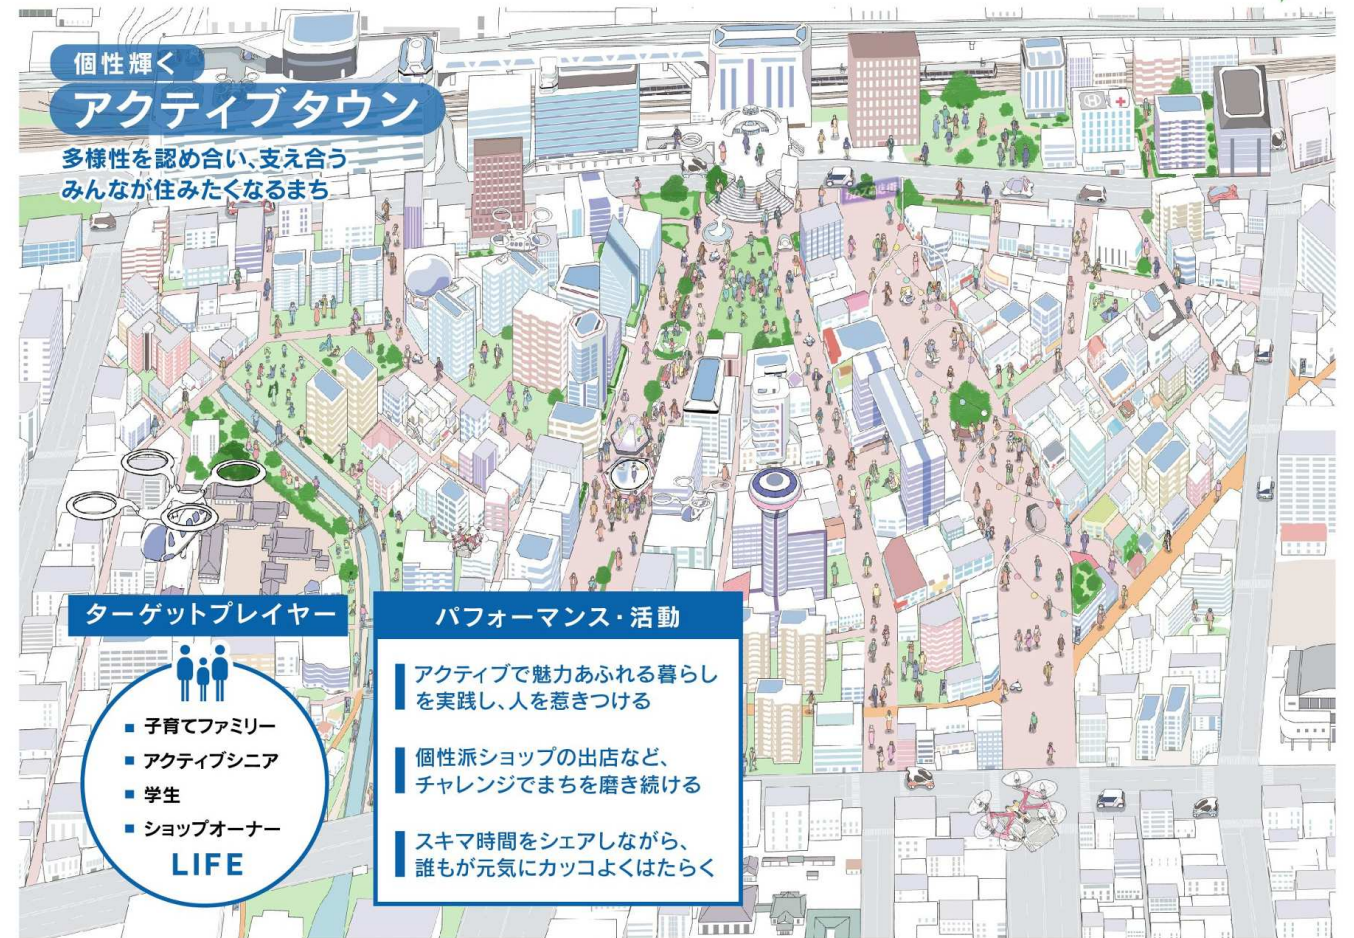 個性輝く
アクティブタウン
多様性を認め合い、支え合う
みんなが住みたくなるまち
H
ターゲットプレイヤー
■ 子育てファミリー
■ アクティブシニア
■ 学生
■ ショップオーナー
LIFE
パフォーマンス・活動
アクティブで魅力あふれる暮らし
を実践し、人を惹きつける
個性派ショップの出店など、
チャレンジでまちを磨き続ける
スキマ時間をシェアしながら、
誰もが元気にカッコよくはたらく